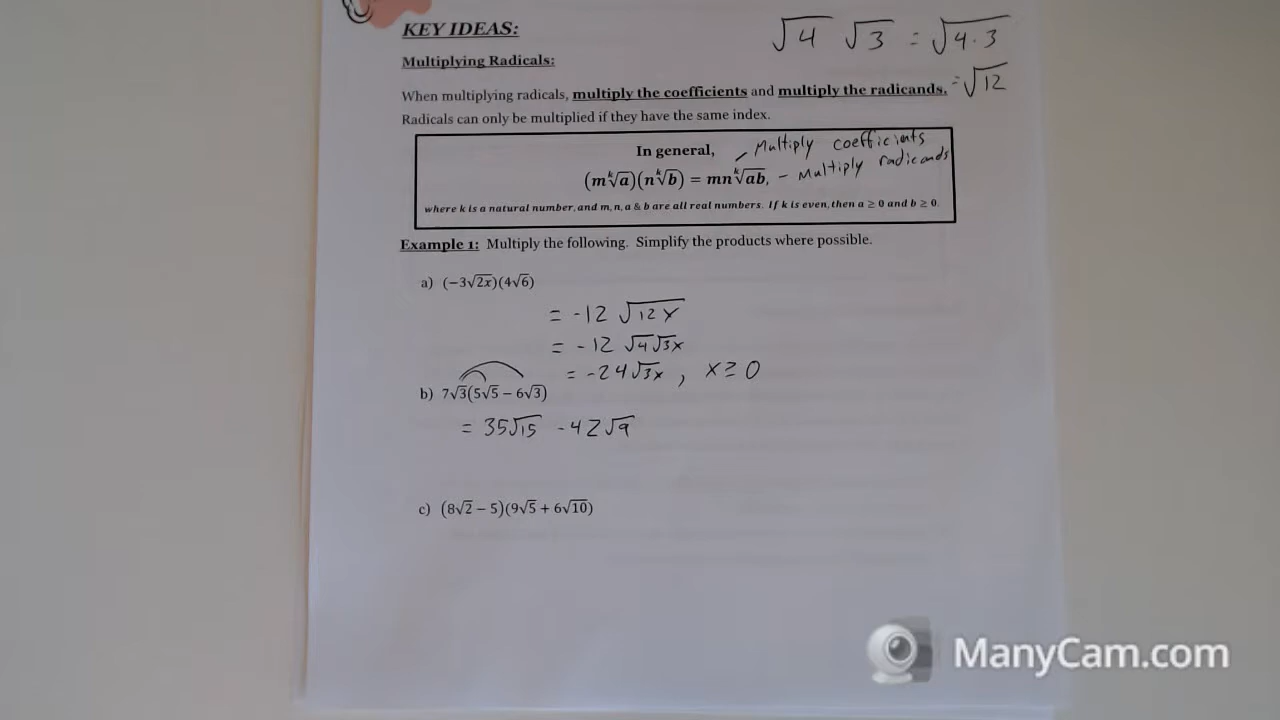 KEY IDEAS:
√4 √3 = √4·3
Multiplying Radicals:
When multiplying radicals, multiply the coefficients and multiply the radicands.
= √12
Radicals can only be multiplied if they have the same index.
In general,
- Multiply coefficients
(m ᵏ√a)(n ᵏ√b) = mn ᵏ√ab,
- Multiply radicands
where k is a natural number, and m, n, a & b are all real numbers. If k is even, then a ≥ 0 and b ≥ 0.
Example 1: Multiply the following. Simplify the products where possible.
a) (−3√2x)(4√6)
= -12 √12x
= -12 √4√3x
= -24√3x , x ≥ 0
b) 7√3(5√5 − 6√3)
= 35√15 - 42√9
c) (8√2 − 5)(9√5 + 6√10)
ManyCam.com